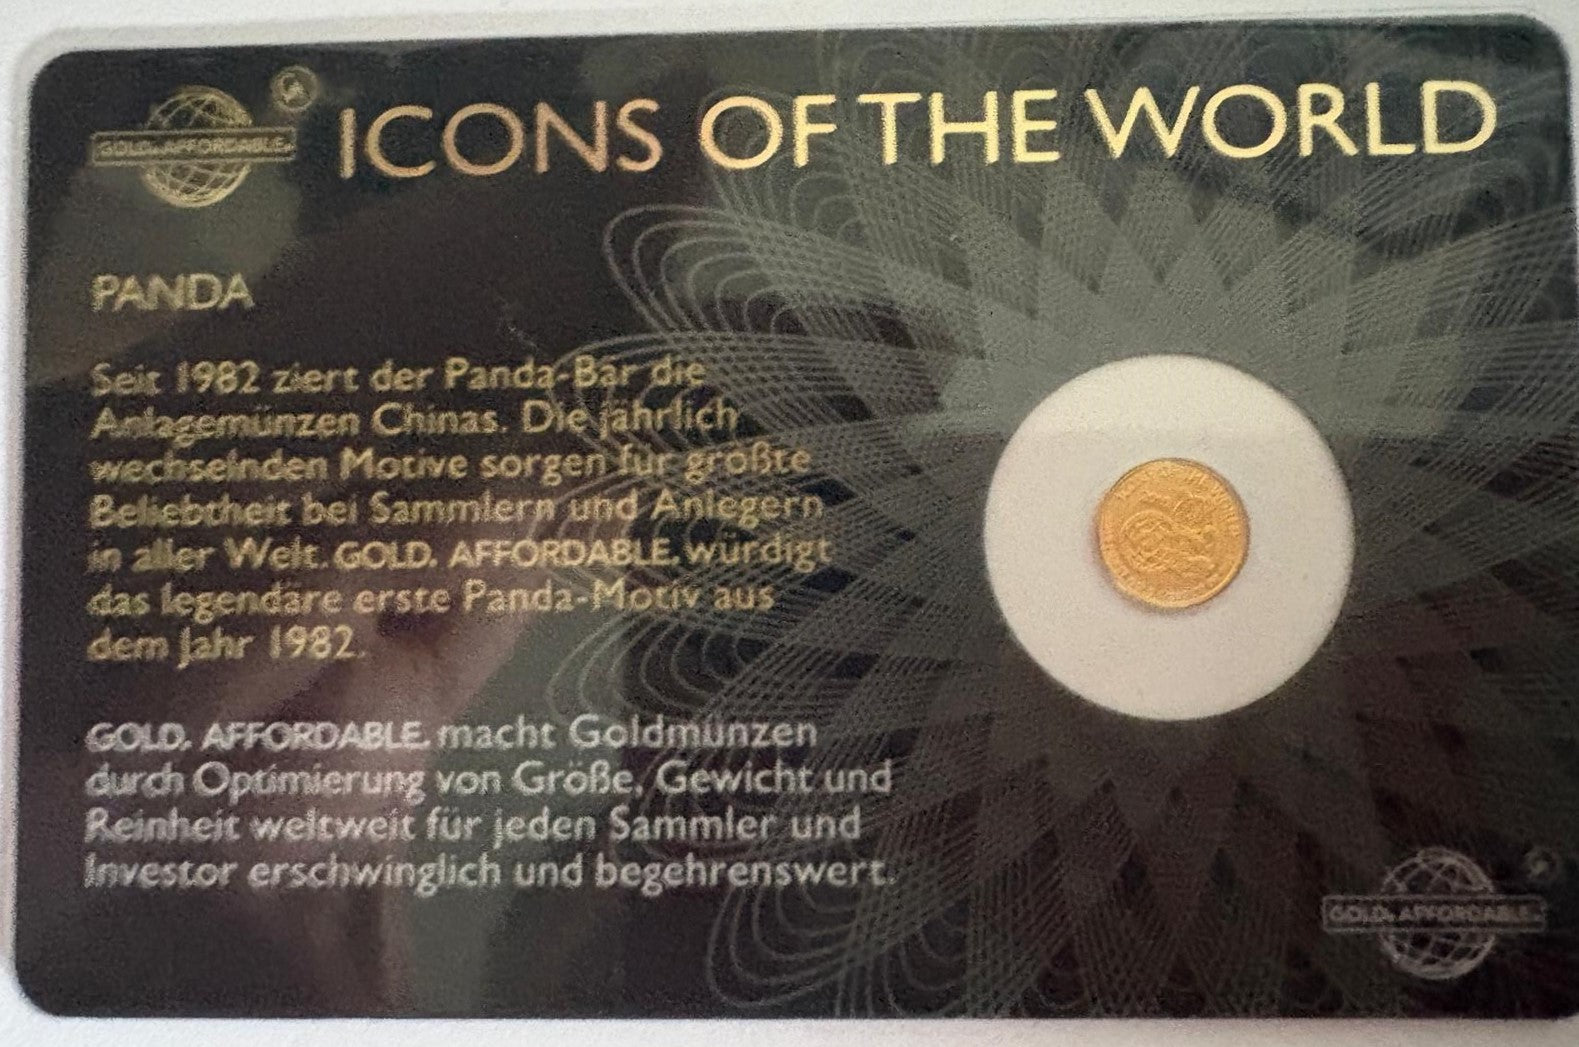 GOLD. AFFORDABLE.
ICONS OF THE WORLD
PANDA
Seit 1982 ziert der Panda-Bär die
Anlagemünzen Chinas. Die jährlich
wechselnden Motive sorgen für größte
Beliebtheit bei Sammlern und Anlegern
in aller Welt. GOLD. AFFORDABLE. würdigt
das legendäre erste Panda-Motiv aus
dem Jahr 1982.
GOLD. AFFORDABLE. macht Goldmünzen
durch Optimierung von Größe, Gewicht und
Reinheit weltweit für jeden Sammler und
Investor erschwinglich und begehrenswert.
GOLD. AFFORDABLE.